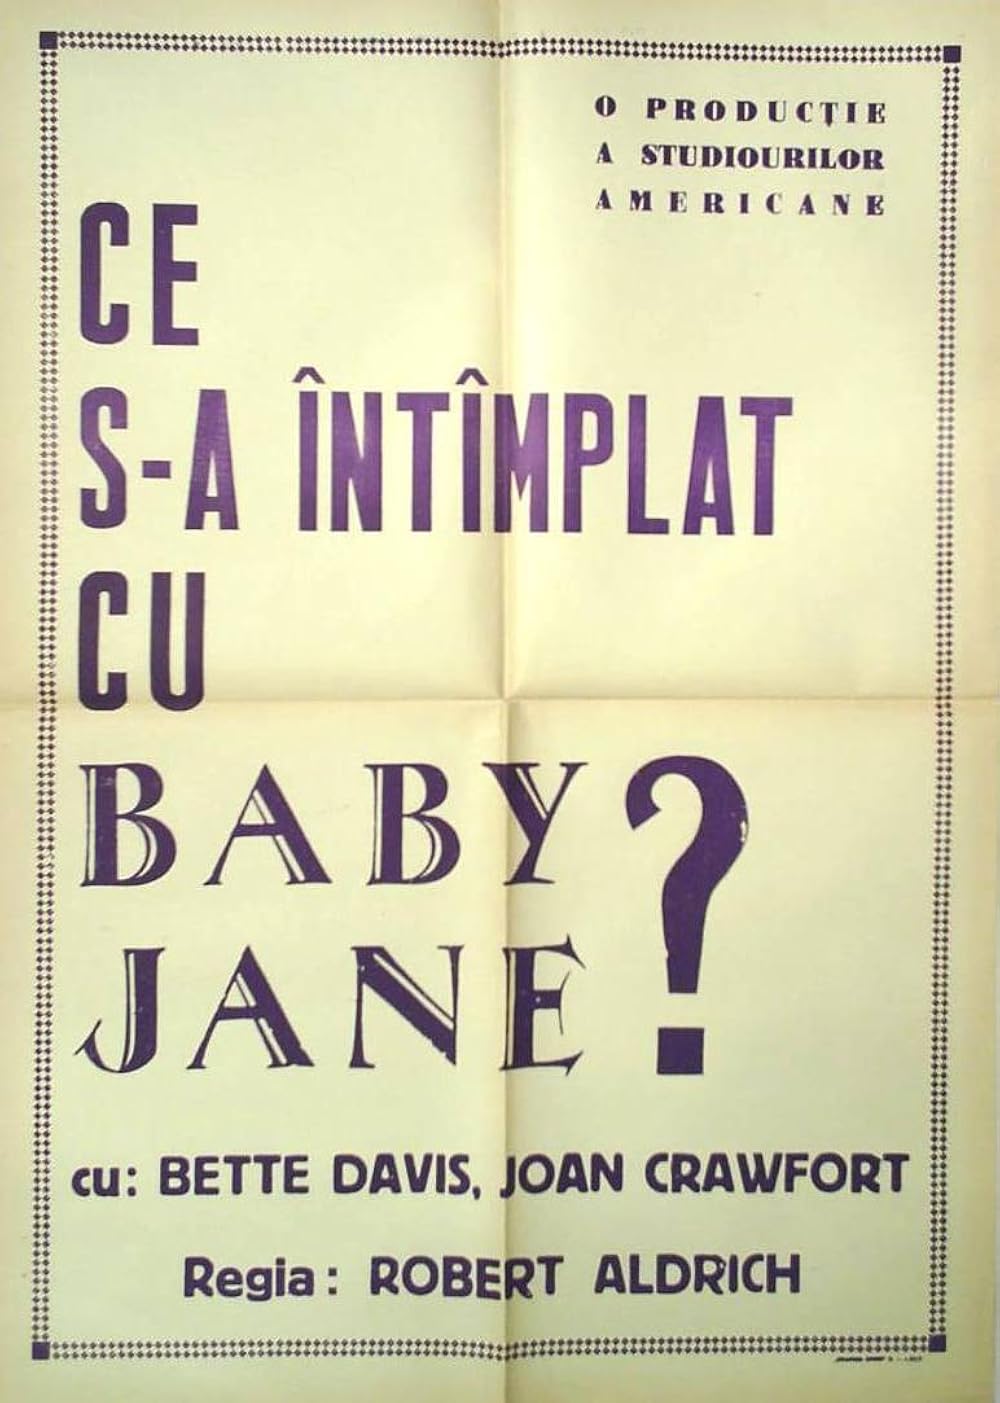 O PRODUCȚIE
A STUDIOURILOR
AMERICANE
CE
S-A ÎNTÎMPLAT
CU
BABY
JANE?
cu: BETTE DAVIS, JOAN CRAWFORT
Regia: ROBERT ALDRICH